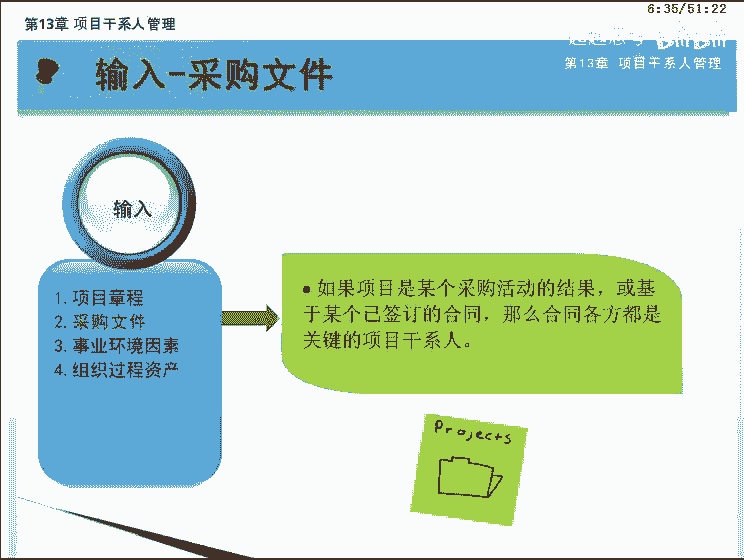 6:35/51:22
第13章 项目干系人管理
第13章 项目干系人管理
输入-采购文件
输入
1. 项目章程
2. 采购文件
3. 事业环境因素
4. 组织过程资产
● 如果项目是某个采购活动的结果，或基
于某个已签订的合同，那么合同各方都是
关键的项目干系人。
Projects